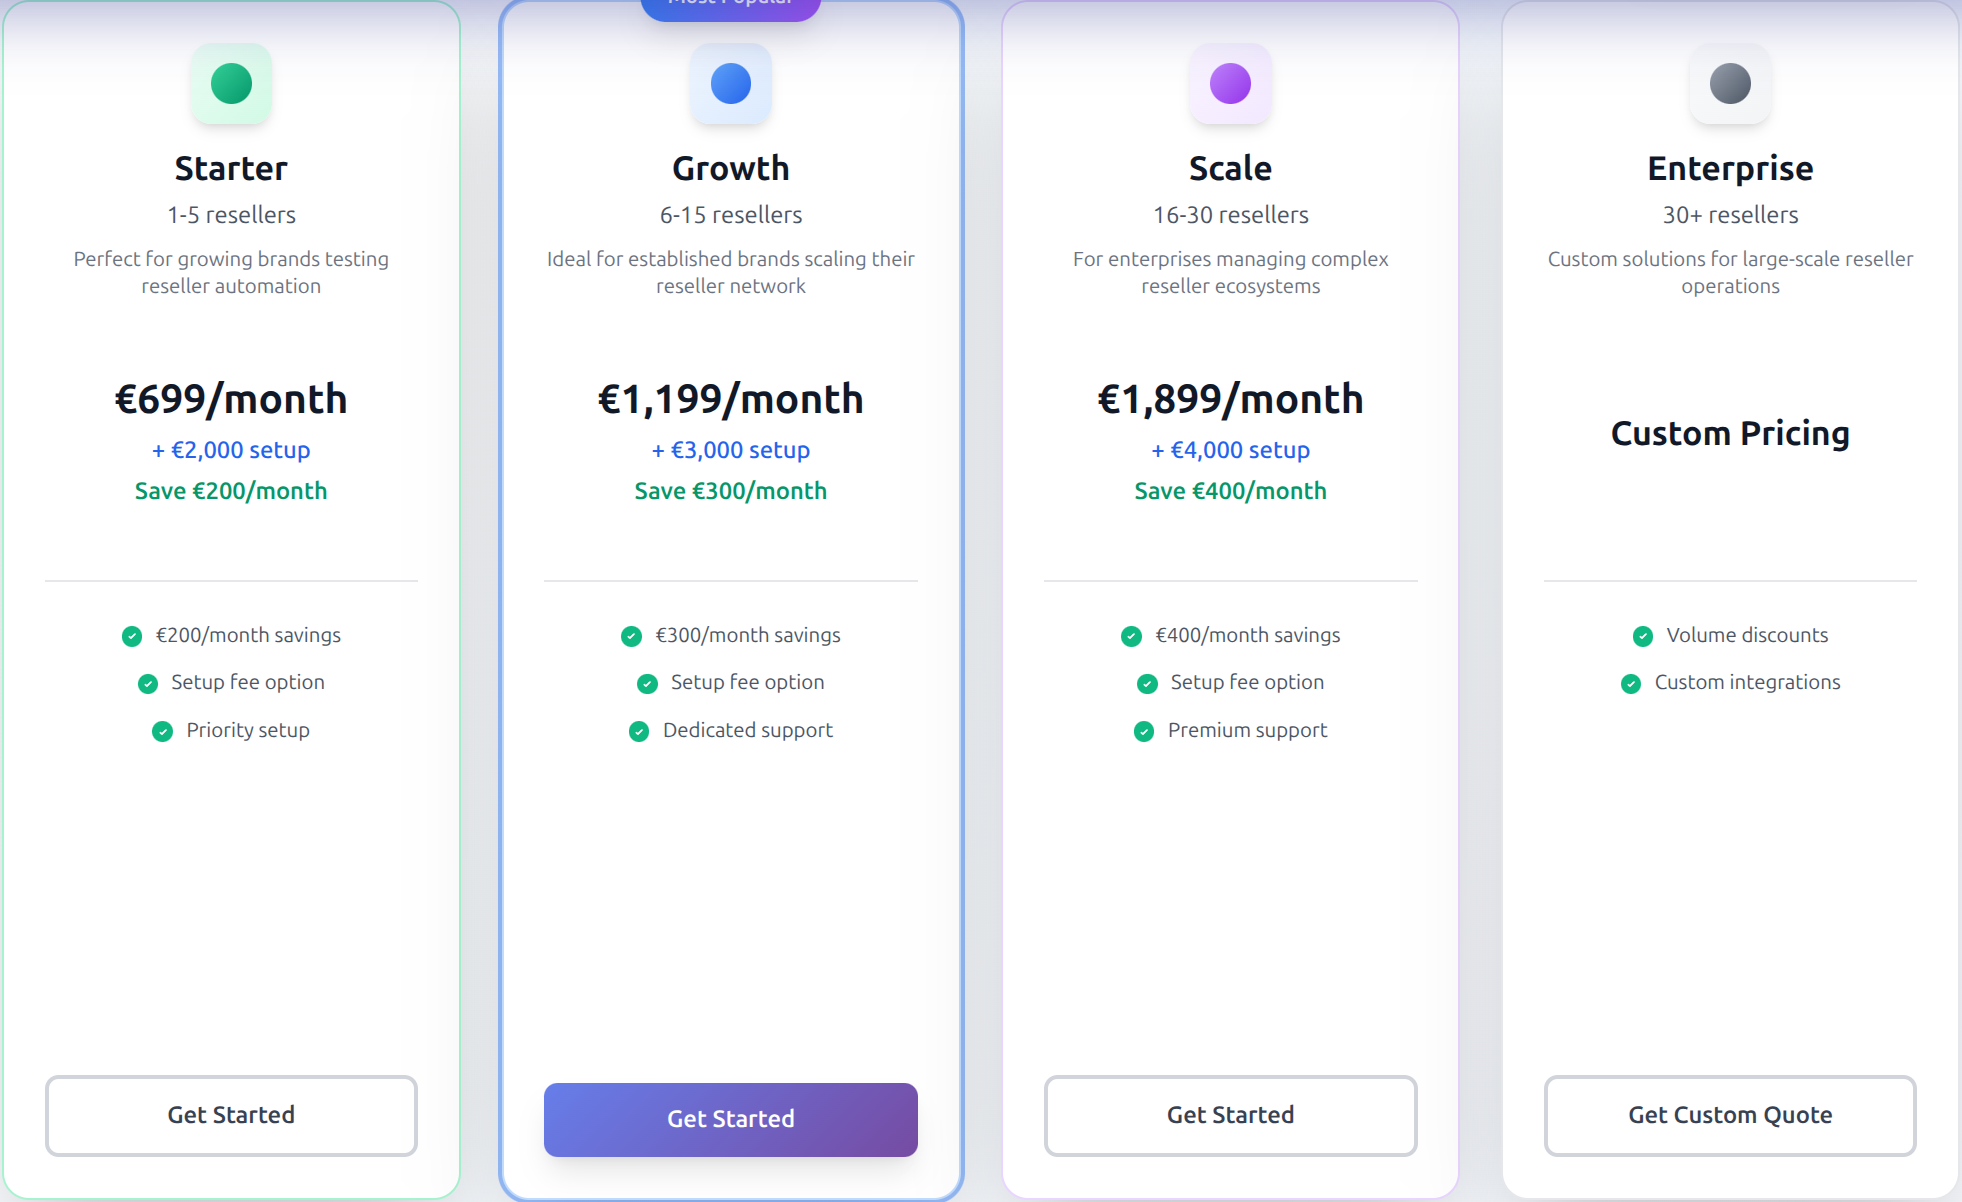 Most Popular
Starter
1-5 resellers
Perfect for growing brands testing
reseller automation
€699/month
+ €2,000 setup
Save €200/month
€200/month savings
Setup fee option
Priority setup
Get Started
Growth
6-15 resellers
Ideal for established brands scaling their
reseller network
€1,199/month
+ €3,000 setup
Save €300/month
€300/month savings
Setup fee option
Dedicated support
Get Started
Scale
16-30 resellers
For enterprises managing complex
reseller ecosystems
€1,899/month
+ €4,000 setup
Save €400/month
€400/month savings
Setup fee option
Premium support
Get Started
Enterprise
30+ resellers
Custom solutions for large-scale reseller
operations
Custom Pricing
Volume discounts
Custom integrations
Get Custom Quote